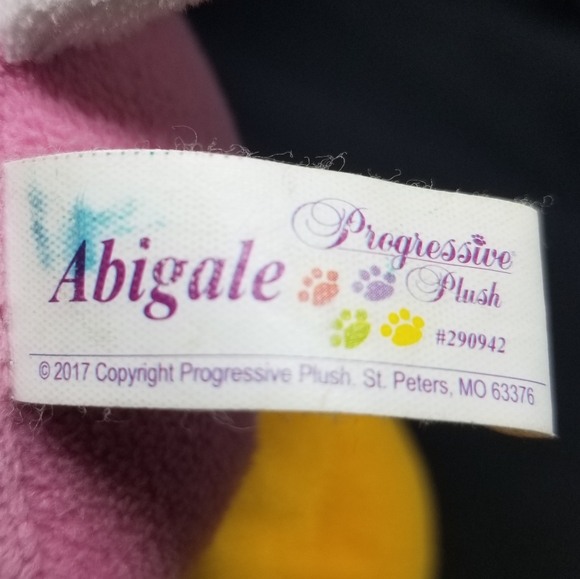 Abigale
Progressive
Plush
#290942
© 2017 Copyright Progressive Plush. St. Peters, MO 63376